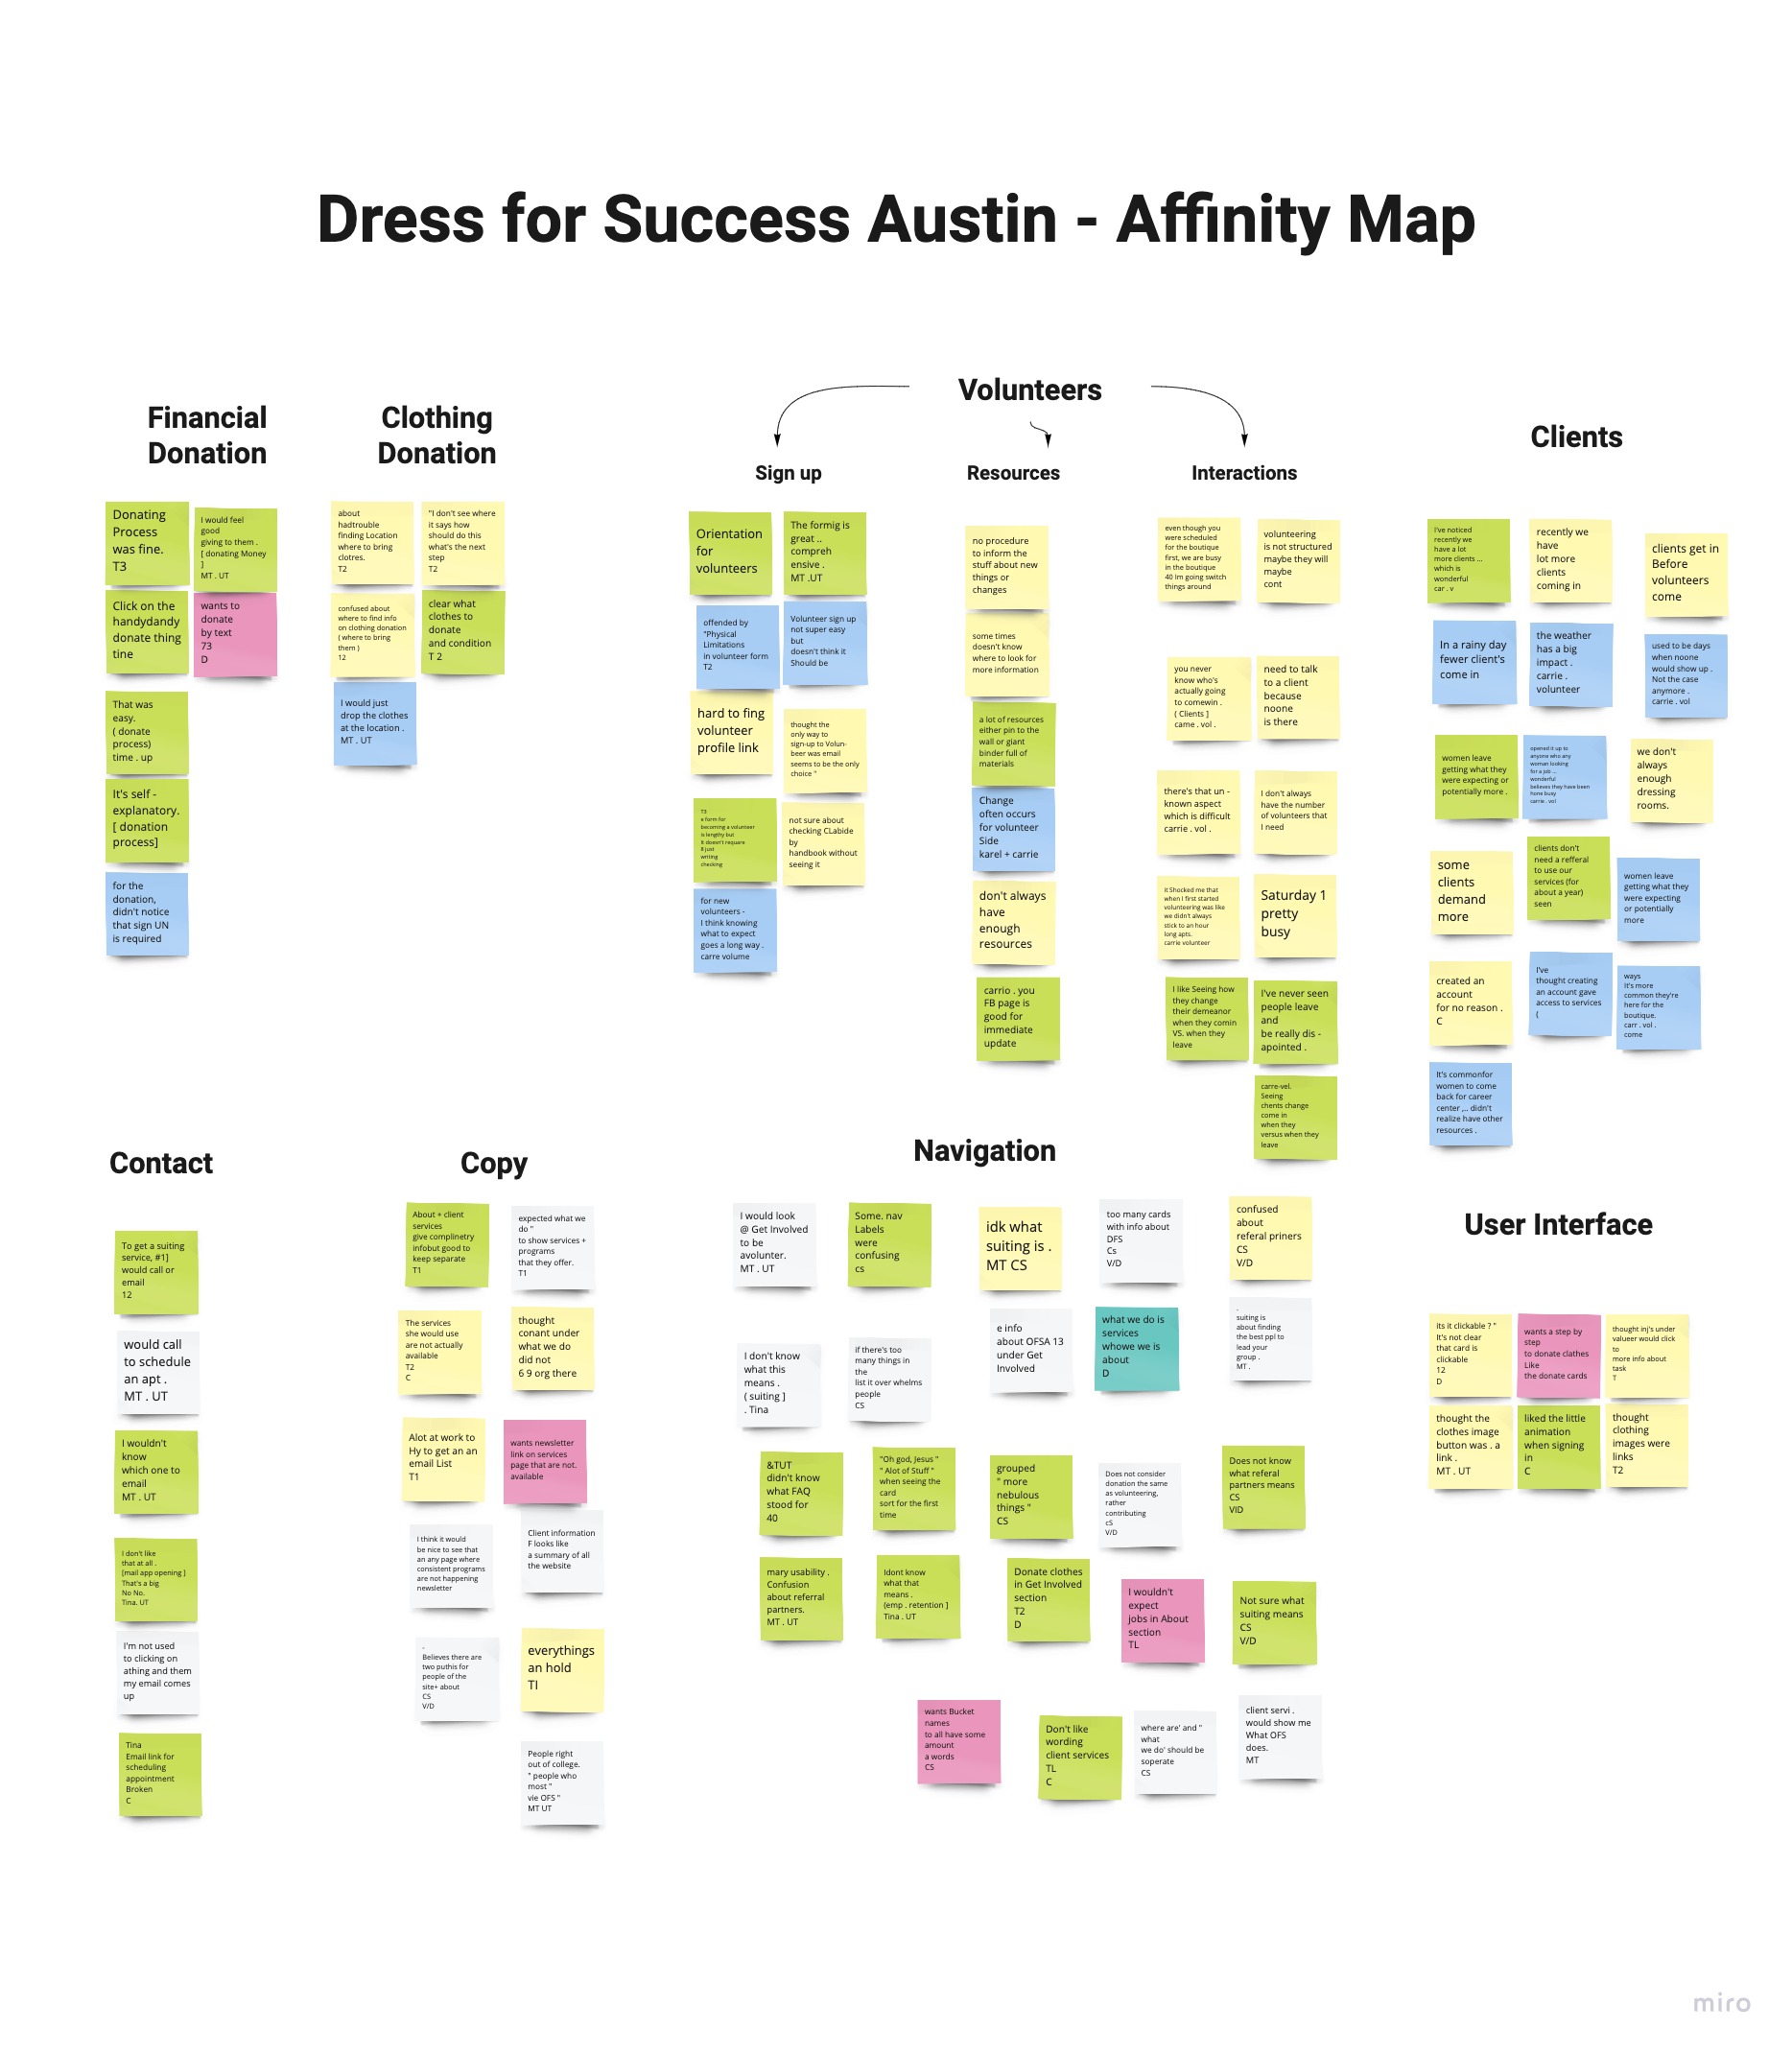 Dress for Success Austin - Affinity Map
Financial
Donation
Donating
Process
was fine.
T3
I would feel
good
giving to them .
[ donating Money
]
MT . UT
Click on the
handydandy
donate thing
tine
wants to
donate
by text
73
D
That was
easy.
( donate
process)
time . up
It's self -
explanatory.
[ donation
process]
for the
donation,
didn't notice
that sign UN
is required
Clothing
Donation
about
hadtrouble
finding Location
where to bring
clotres.
T2
"I don't see where
it says how
should do this
what's the next
step
T2
confused about
where to find info
on clothing donation
( where to bring
them )
12
clear what
clothes to
donate
and condition
T 2
I would just
drop the clothes
at the location .
MT . UT
Volunteers
Sign up
Orientation
for
volunteers
The formig is
great ..
compreh
ensive .
MT .UT
offended by
"Physical
Limitations
in volunteer form
T2
Volunteer sign up
not super easy
but
doesn't think it
Should be
hard to fing
volunteer
profile link
thought the
only way to
sign-up to Volun-
beer was email
seems to be the only
choice "
T3
e form for
becoming a volunteer
is lengthy but
It doesn't requare
ll just
writing
checking
not sure about
checking CLabide
by
handbook without
seeing it
for new
volunteers -
I think knowing
what to expect
goes a long way .
carre volume
Resources
no procedure
to inform the
stuff about new
things or
changes
some times
doesn't know
where to look for
more information
a lot of resources
either pin to the
wall or giant
binder full of
materials
Change
often occurs
for volunteer
Side
karel + carrie
don't always
have
enough
resources
carrio . you
FB page is
good for
immediate
update
Interactions
even though you
were scheduled
for the boutique
first, we are busy
in the boutique
40 Im going switch
things around
volunteering
is not structured
maybe they will
maybe
cont
you never
know who's
actually going
to comewin .
( Clients ]
came . vol .
need to talk
to a client
because
noone
is there
there's that un -
known aspect
which is difficult
carrie . vol .
I don't always
have the number
of volunteers that
I need
it Shocked me that
when I first started
volunteering was like
we didn't always
stick to an hour
long apts.
carrie volunteer
Saturday 1
pretty
busy
I like Seeing how
they change
their demeanor
when they comin
VS. when they
leave
I've never seen
people leave
and
be really dis -
apointed .
carre-vel.
Seeing
chents change
come in
when they
versus when they
leave
Clients
I've noticed
recently we
have a lot
more clients ...
which is
wonderful
car . v
recently we
have
lot more
clients
coming in
clients get in
Before
volunteers
come
In a rainy day
fewer client's
come in
the weather
has a big
impact .
carrie .
volunteer
used to be days
when noone
would show up .
Not the case
anymore .
carrie . vol
women leave
getting what they
were expecting or
potentially more .
opened it up to
anyone who any
woman looking
for a job ...
wonderful
believes they have been
home busy
carrie . vol
we don't
always
enough
dressing
rooms.
some
clients
demand
more
clients don't
need a refferal
to use our
services (for
about a year)
seen
women leave
getting what they
were expecting
or potentially
more
created an
account
for no reason .
C
I've
thought creating
an account gave
access to services
(
ways
It's more
common they're
here for the
boutique.
carr . vol .
come
It's commonfor
women to come
back for career
center ,.. didn't
realize have other
resources .
Contact
To get a suiting
service, #1]
would call or
email
12
would call
to schedule
an apt .
MT . UT
I wouldn't
know
which one to
email
MT . UT
I don't like
that at all .
[mail app opening ]
That's a big
No No.
Tina. UT
I'm not used
to clicking on
athing and them
my email comes
up
Tina
Email link for
scheduling
appointment
Broken
C
Copy
About + client
services
give complinetry
infobut good to
keep separate
T1
expected what we
do "
to show services +
programs
that they offer.
T1
The services
she would use
are not actually
available
T2
C
thought
conant under
what we do
did not
6 9 org there
Alot at work to
Hy to get an an
email List
T1
wants newsletter
link on services
page that are not.
available
I think it would
be nice to see that
an any page where
consistent programs
are not happening
newsletter
Client information
F looks like
a summary of all
the website
-
Believes there are
two puthis for
people of the
site+ about
CS
V/D
everythings
an hold
TI
People right
out of college.
" people who
most "
vie OFS "
MT UT
Navigation
I would look
@ Get Involved
to be
avolunter.
MT . UT
Some. nav
Labels
were
confusing
cs
idk what
suiting is .
MT CS
too many cards
with info about
DFS
Cs
V/D
confused
about
referal priners
CS
V/D
I don't know
what this
means .
( suiting ]
. Tina
if there's too
many things in
the
list it over whelms
people
CS
e info
about OFSA 13
under Get
Involved
what we do is
services
whowe we is
about
D
-
suiting is
about finding
the best ppl to
lead your
group .
MT .
&TUT
didn't know
what FAQ
stood for
40
"Oh god, Jesus "
" Alot of Stuff "
when seeing the
card
sort for the first
time
grouped
" more
nebulous
things "
CS
Does not consider
donation the same
as volunteering,
rather
contributing
cS
V/D
Does not know
what referal
partners means
CS
VID
mary usability .
Confusion
about referral
partners.
MT . UT
Idont know
what that
means .
(emp . retention ]
Tina . UT
Donate clothes
in Get Involved
section
T2
D
I wouldn't
expect
jobs in About
section
TL
Not sure what
suiting means
CS
V/D
wants Bucket
names
to all have some
amount
a words
CS
Don't like
wording
client services
TL
C
where are' and "
what
we do' should be
soperate
CS
client servi .
would show me
What OFS
does.
MT
User Interface
its it clickable ? "
It's not clear
that card is
clickable
12
D
wants a step by
step
to donate clothes
Like
the donate cards
thought inj's under
valueer would click
to
more info about
task
T
thought the
clothes image
button was . a
link .
MT . UT
liked the little
animation
when signing
in
C
thought
clothing
images were
links
T2
miro